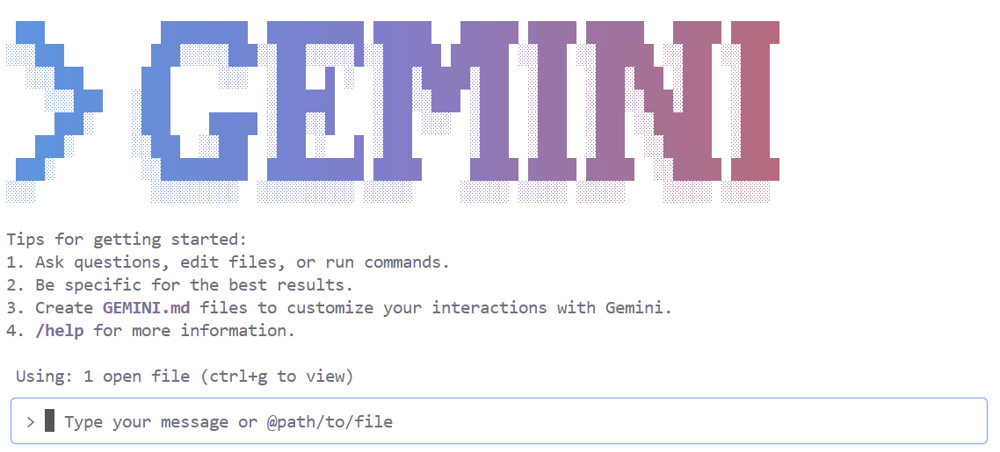 > GEMINI
Tips for getting started:
1. Ask questions, edit files, or run commands.
2. Be specific for the best results.
3. Create GEMINI.md files to customize your interactions with Gemini.
4. /help for more information.
Using: 1 open file (ctrl+g to view)
> Type your message or @path/to/file